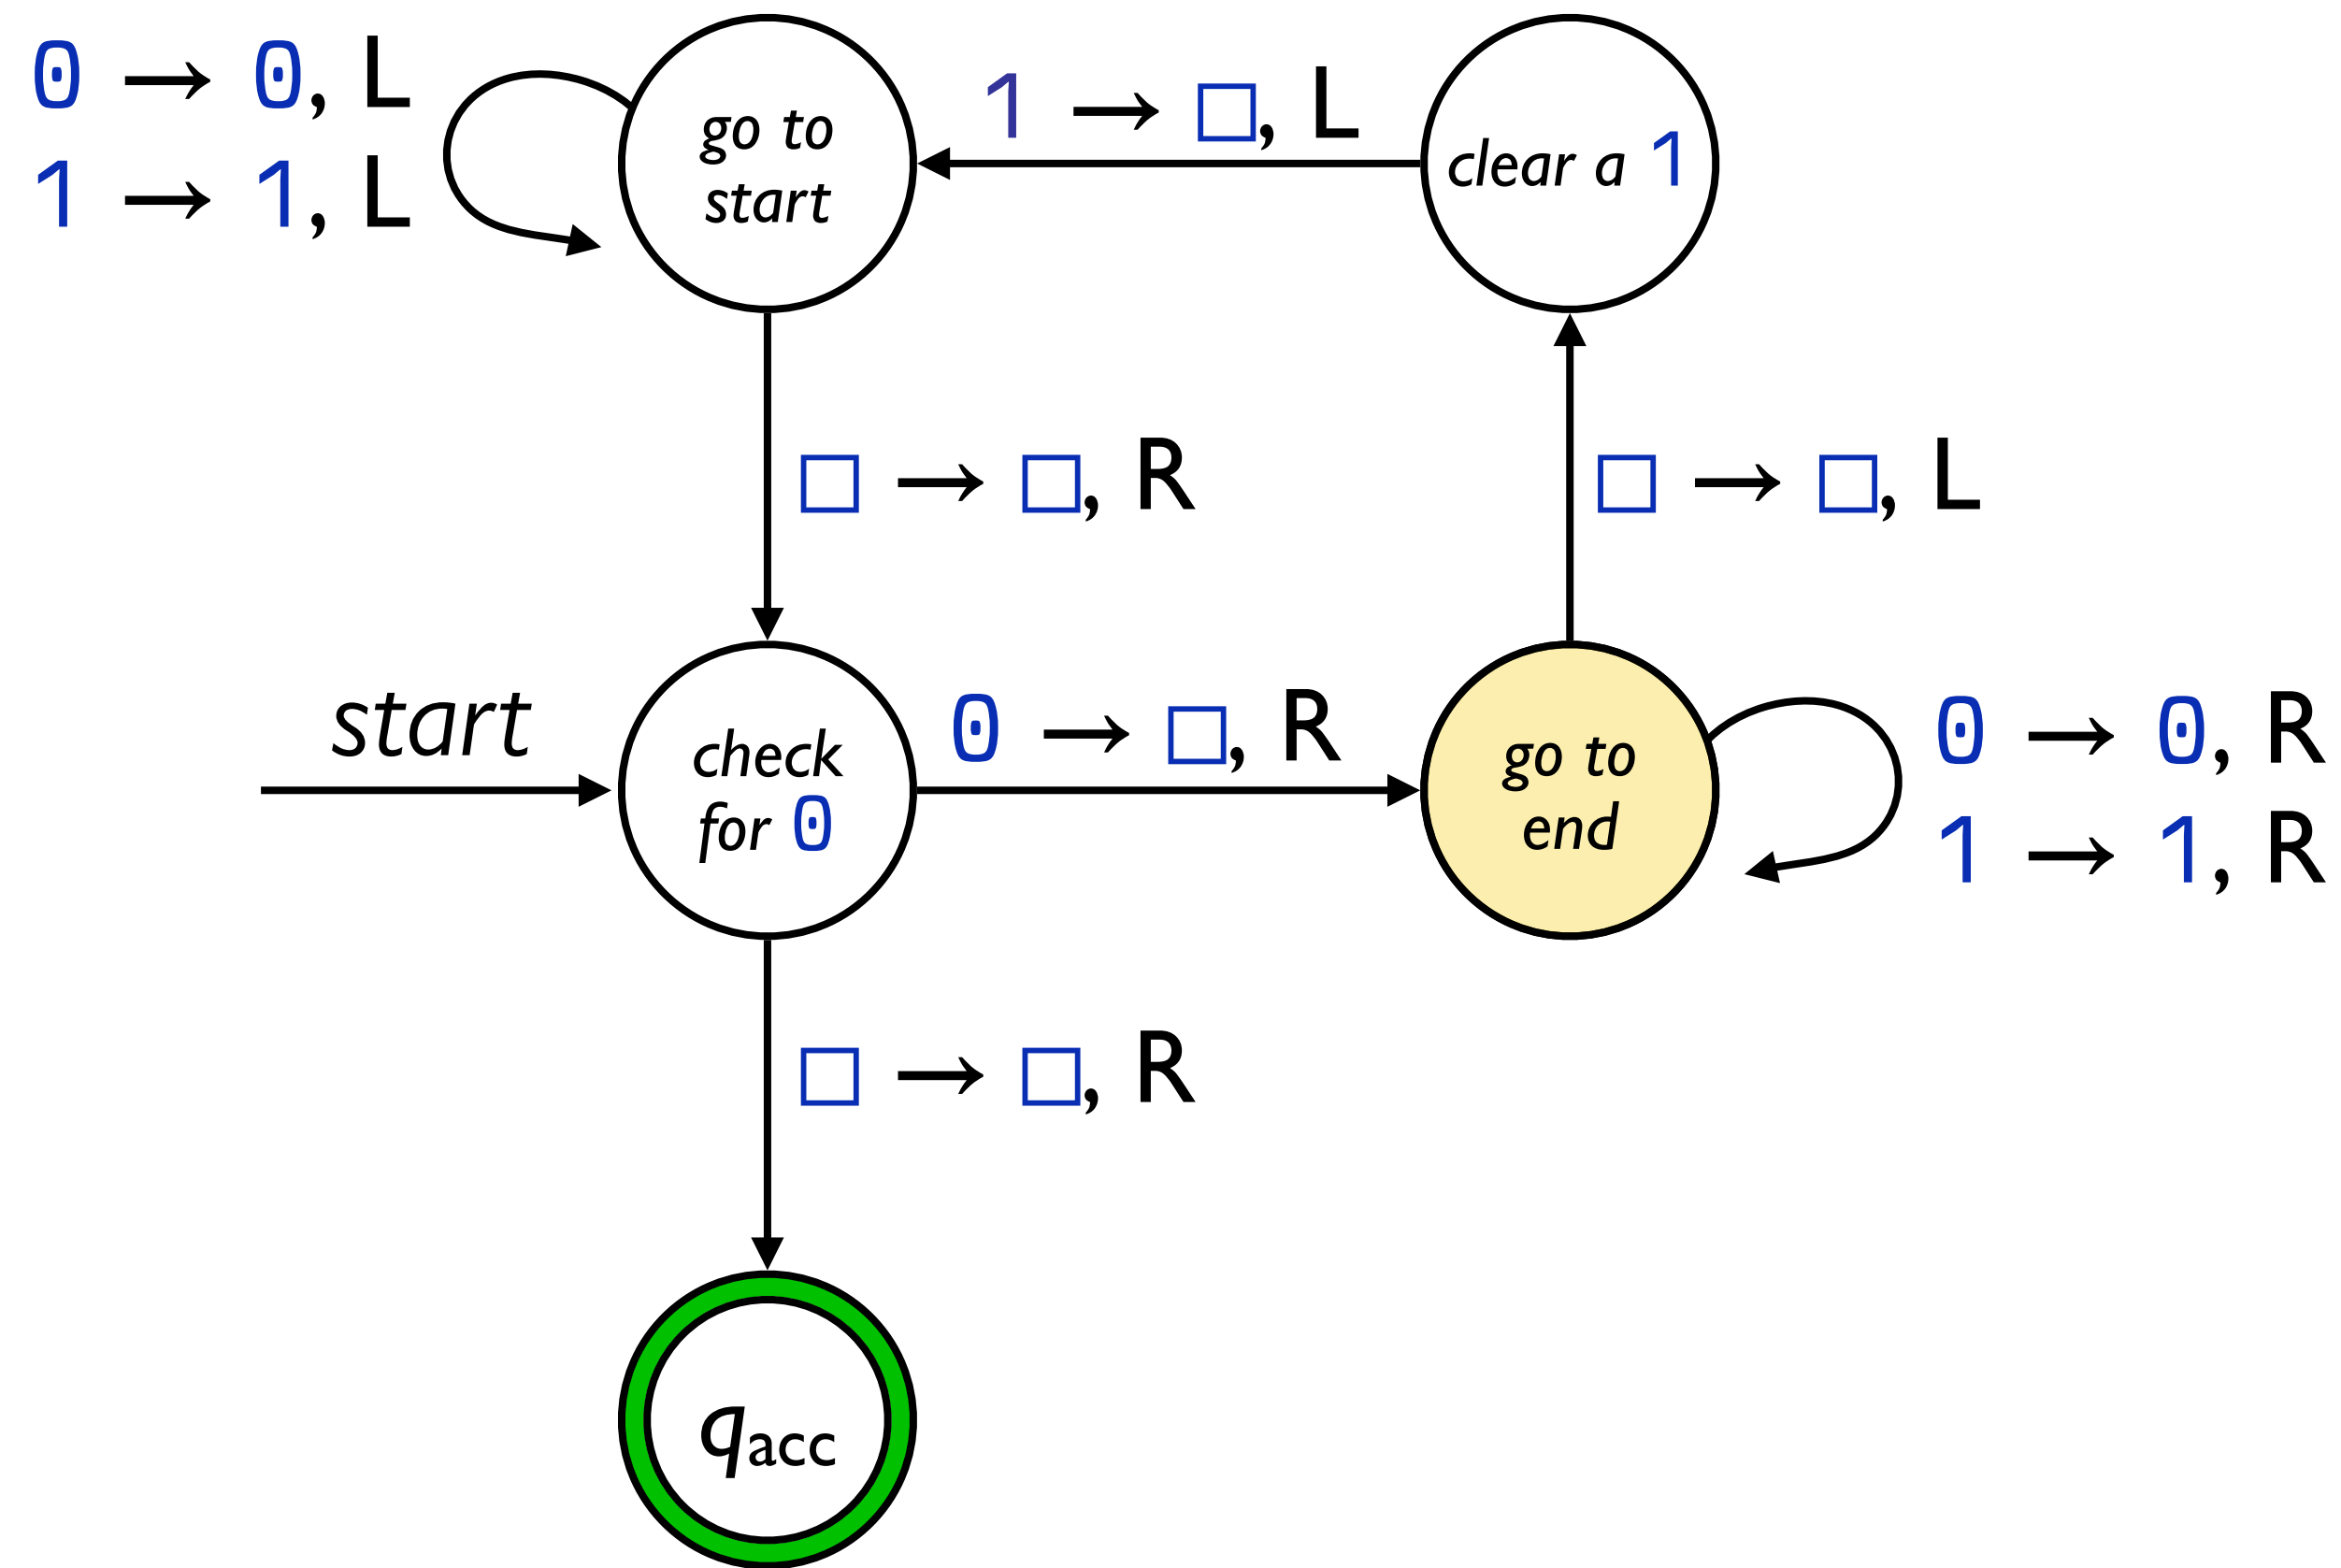 0 → 0, L
1 → 1, L
go to
start
1 → □, L
clear a 1
□ → □, R
□ → □, L
start
check
for 0
0 → □, R
go to
end
0 → 0, R
1 → 1, R
□ → □, R
qacc